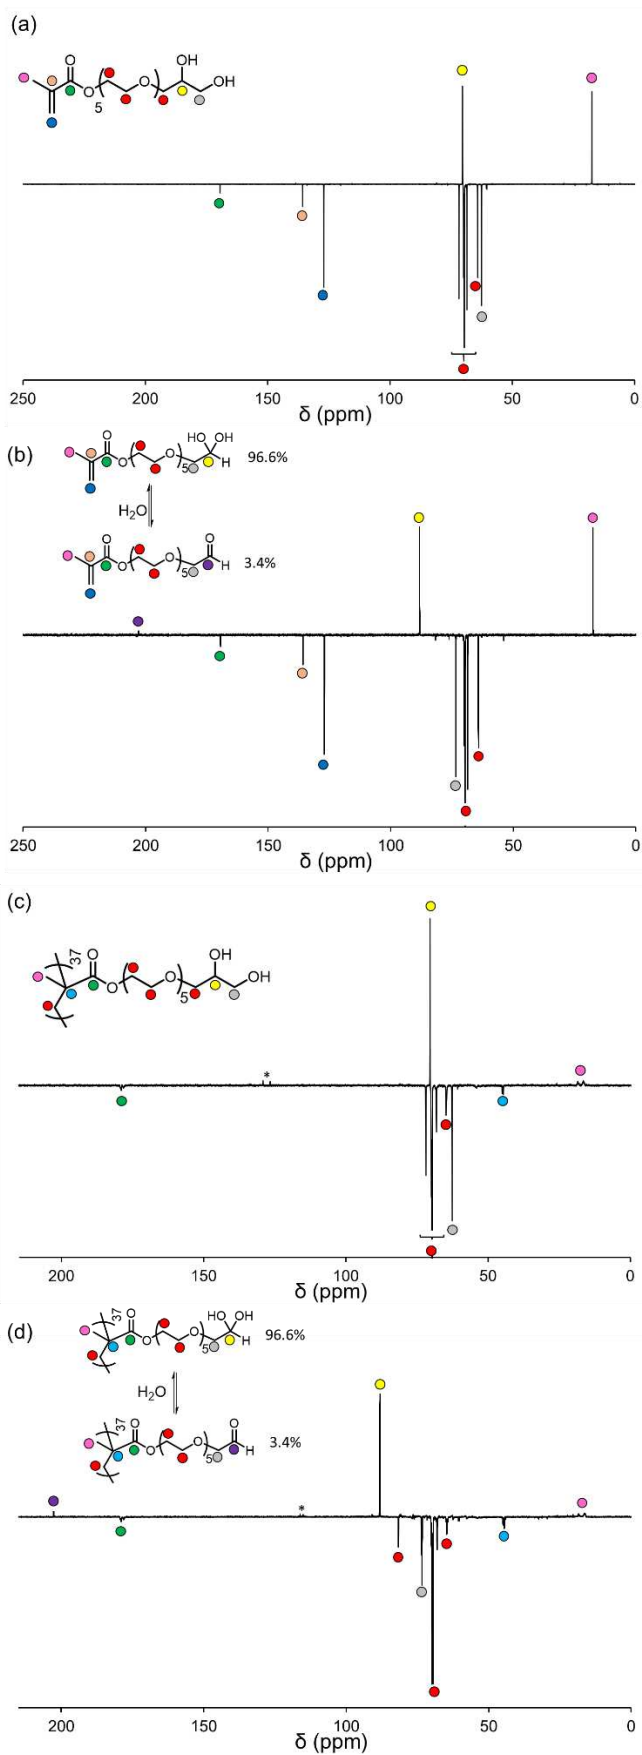 (a)
O
OH
O
OH
O
5
250
200
150
100
50
0
δ (ppm)
(b)
O
HO OH
96.6%
O
O
5
H
H₂O
O
O
3.4%
O
O
5
H
250
200
150
100
50
0
δ (ppm)
(c)
37
O
OH
O
OH
O
5
*
200
150
100
50
0
δ (ppm)
(d)
37
O
HO OH
96.6%
O
O
5
H
H₂O
37
O
O
3.4%
O
O
5
H
*
200
150
100
50
0
δ (ppm)